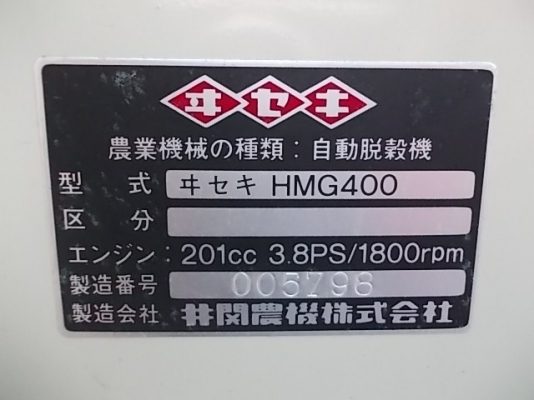 ヰセキ
農業機械の種類：自動脱穀機
型 式 ヰセキ HMG400
区 分
エンジン：201cc 3.8PS/1800rpm
製造番号 005798
製造会社 井関農機株式会社